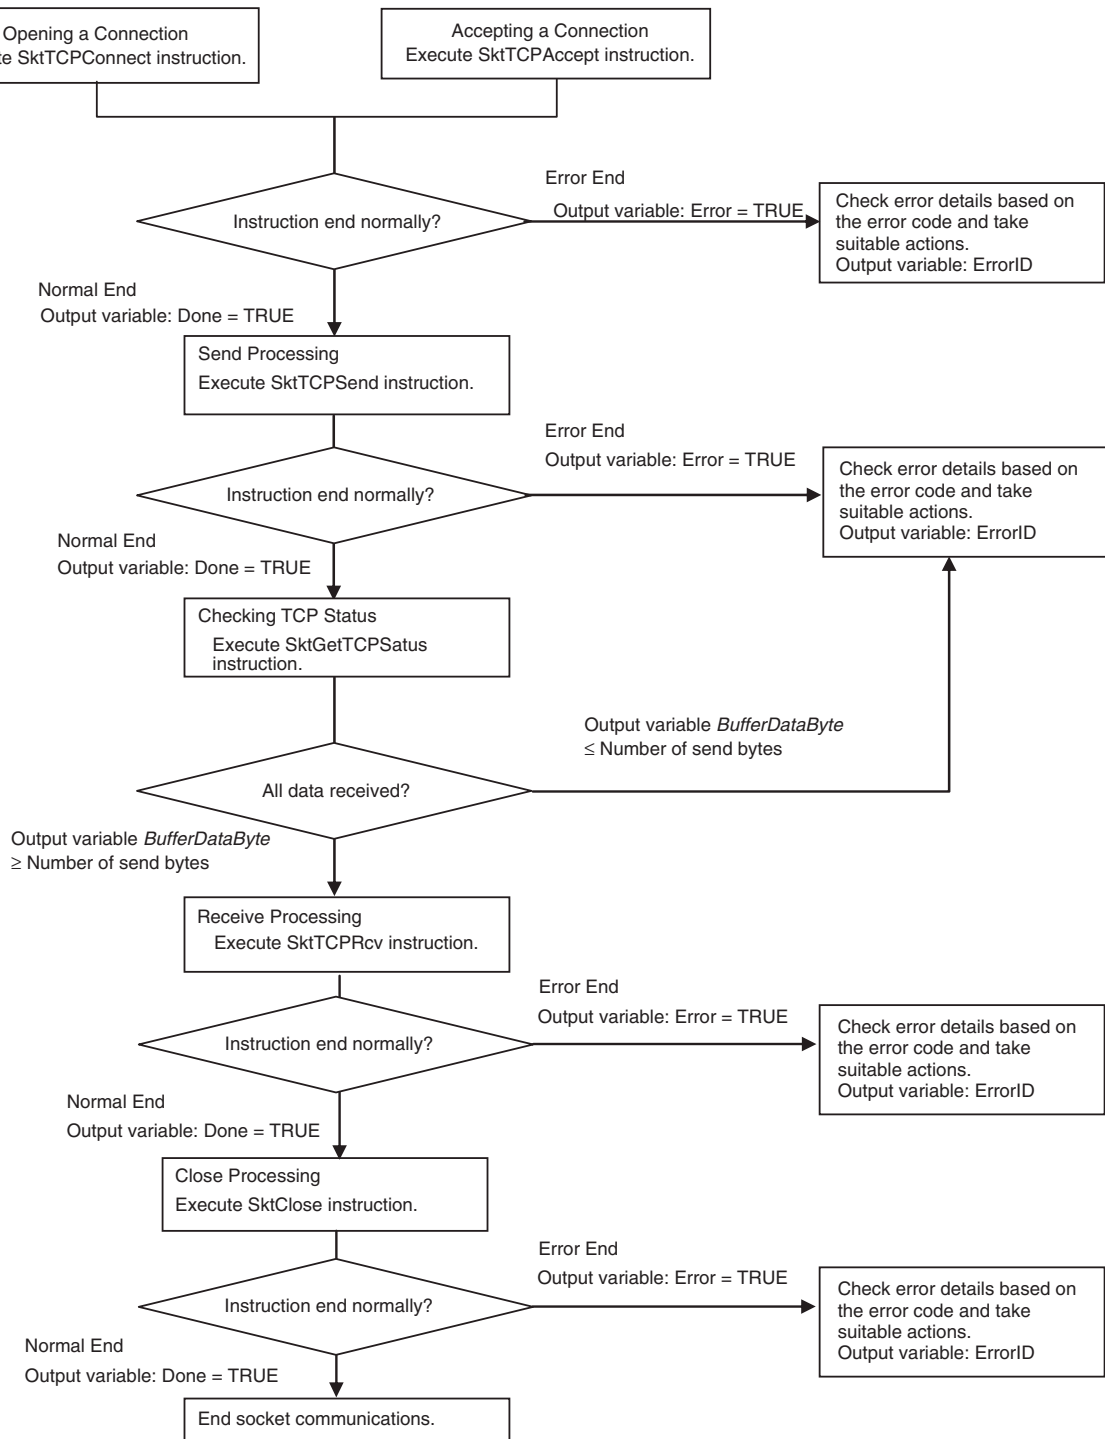 Opening a Connection
SktTCPConnect instruction.
Accepting a Connection
Execute SktTCPAccept instruction.
Instruction end normally?
Error End
Output variable: Error = TRUE
Check error details based on
the error code and take
suitable actions.
Output variable: ErrorID
Normal End
Output variable: Done = TRUE
Send Processing
Execute SktTCPSend instruction.
Instruction end normally?
Error End
Output variable: Error = TRUE
Check error details based on
the error code and take
suitable actions.
Output variable: ErrorID
Normal End
Output variable: Done = TRUE
Checking TCP Status
Execute SktGetTCPSatus
instruction.
Output variable BufferDataByte
≤ Number of send bytes
All data received?
Output variable BufferDataByte
≥ Number of send bytes
Receive Processing
Execute SktTCPRcv instruction.
Instruction end normally?
Error End
Output variable: Error = TRUE
Check error details based on
the error code and take
suitable actions.
Output variable: ErrorID
Normal End
Output variable: Done = TRUE
Close Processing
Execute SktClose instruction.
Instruction end normally?
Error End
Output variable: Error = TRUE
Check error details based on
the error code and take
suitable actions.
Output variable: ErrorID
Normal End
Output variable: Done = TRUE
End socket communications.